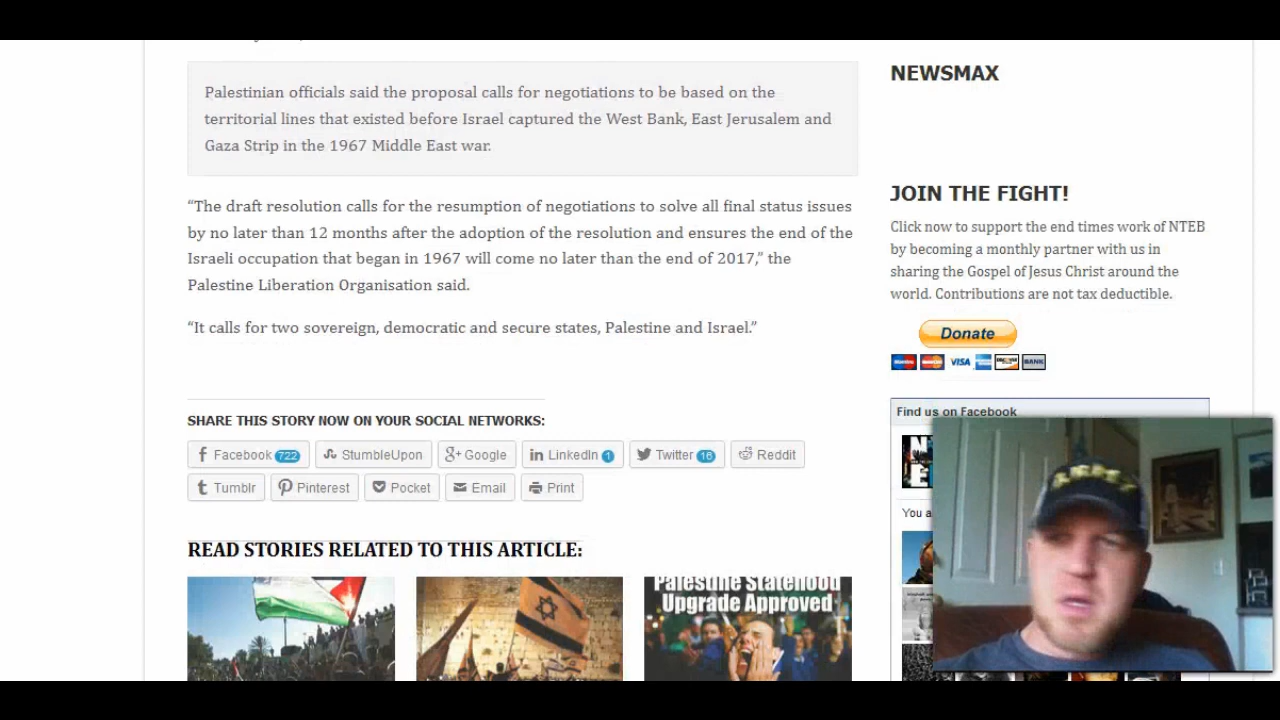 Palestinian officials said the proposal calls for negotiations to be based on the
territorial lines that existed before Israel captured the West Bank, East Jerusalem and
Gaza Strip in the 1967 Middle East war.
“The draft resolution calls for the resumption of negotiations to solve all final status issues
by no later than 12 months after the adoption of the resolution and ensures the end of the
Israeli occupation that began in 1967 will come no later than the end of 2017,” the
Palestine Liberation Organisation said.
“It calls for two sovereign, democratic and secure states, Palestine and Israel.”
SHARE THIS STORY NOW ON YOUR SOCIAL NETWORKS:
Facebook 722 StumbleUpon Google LinkedIn 1 Twitter 16 Reddit
Tumblr Pinterest Pocket Email Print
READ STORIES RELATED TO THIS ARTICLE:
Palestine Statehood
Upgrade Approved
NEWSMAX
JOIN THE FIGHT!
Click now to support the end times work of NTEB
by becoming a monthly partner with us in
sharing the Gospel of Jesus Christ around the
world. Contributions are not tax deductible.
Donate
VISA
BANK
Find us on Facebook
You